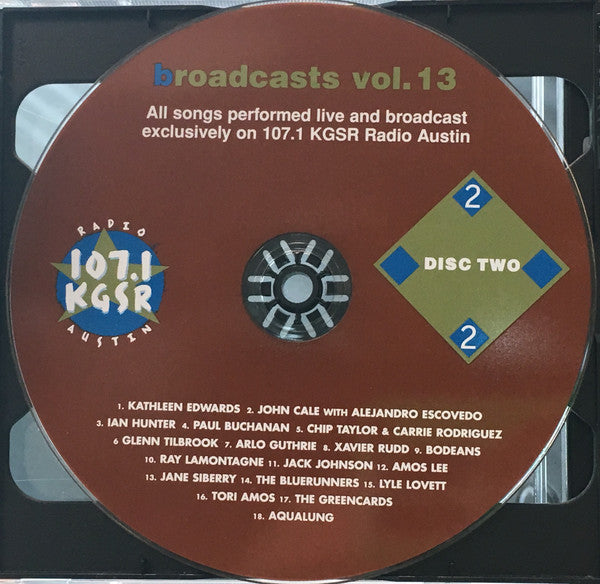 broadcasts vol. 13
All songs performed live and broadcast
exclusively on 107.1 KGSR Radio Austin
RADIO
107.1
KGSR
AUSTIN
2
DISC TWO
2
1. KATHLEEN EDWARDS 2. JOHN CALE WITH ALEJANDRO ESCOVEDO
3. IAN HUNTER 4. PAUL BUCHANAN 5. CHIP TAYLOR & CARRIE RODRIGUEZ
6 GLENN TILBROOK 7. ARLO GUTHRIE 8. XAVIER RUDD 9. BODEANS
10. RAY LAMONTAGNE 11. JACK JOHNSON 12. AMOS LEE
13. JANE SIBERRY 14. THE BLUERUNNERS 15. LYLE LOVETT
16. TORI AMOS 17. THE GREENCARDS
18. AQUALUNG